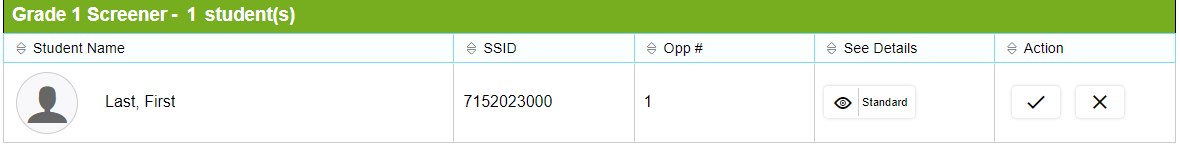 Grade 1 Screener - 1 student(s)
Student Name SSID Opp # See Details Action
Last, First 7152023000 1 Standard